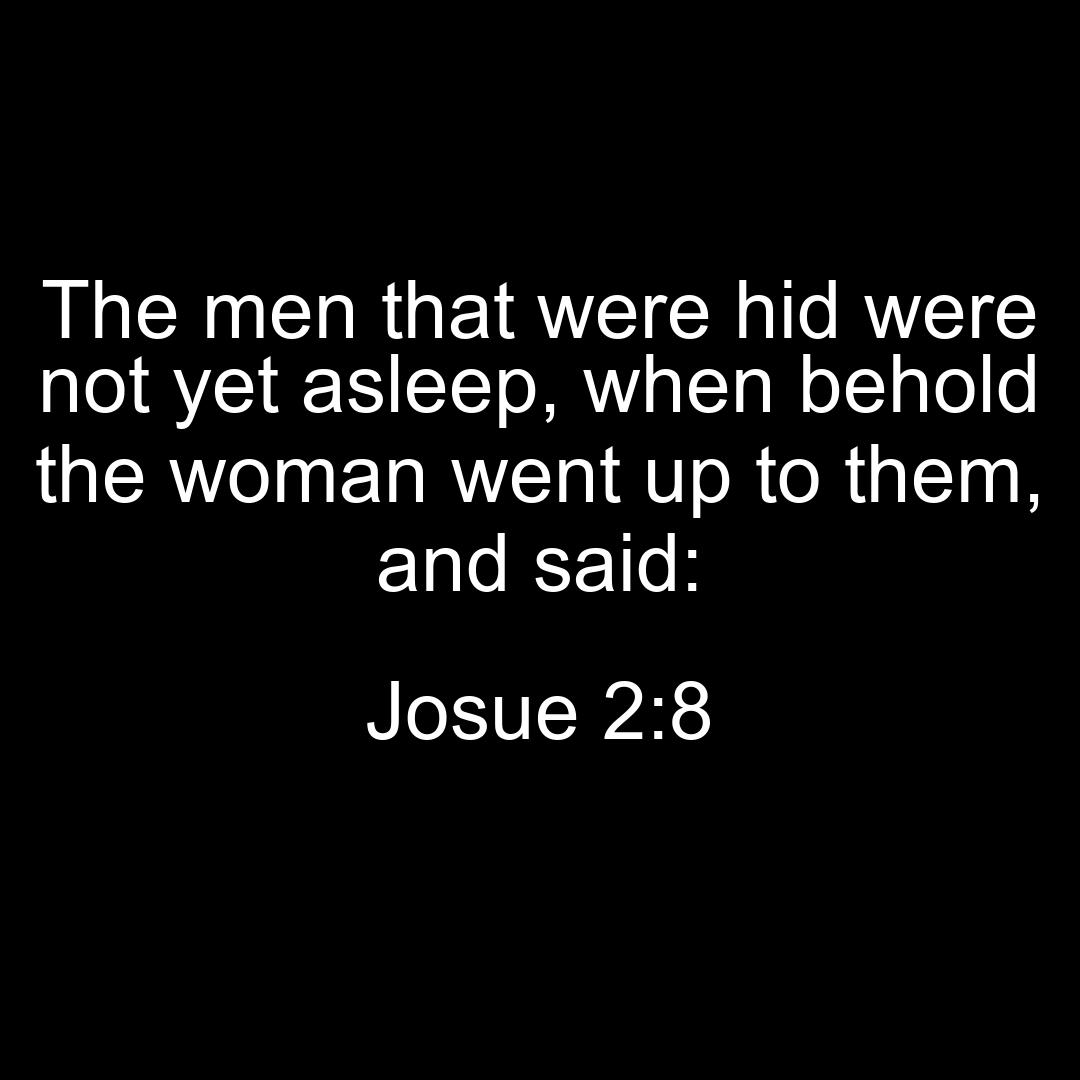 The men that were hid were
not yet asleep, when behold
the woman went up to them,
and said:
Josue 2:8